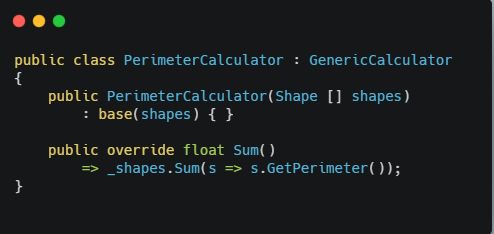 public class PerimeterCalculator : GenericCalculator
{
    public PerimeterCalculator(Shape [] shapes)
        : base(shapes) { }

    public override float Sum()
        => _shapes.Sum(s => s.GetPerimeter());
}